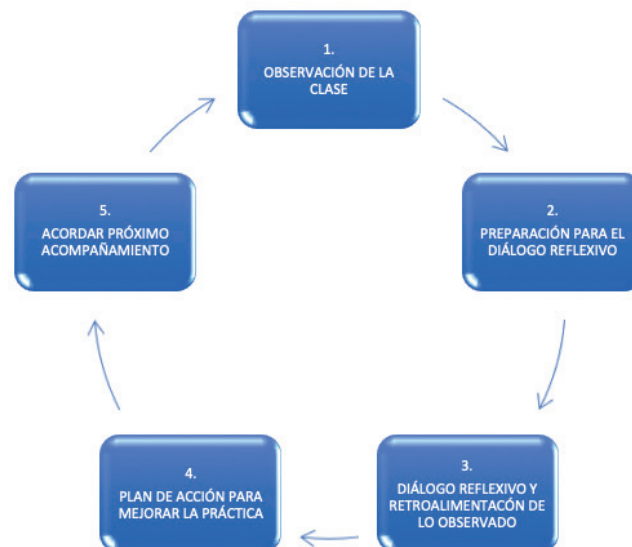 1.
OBSERVACIÓN DE LA
CLASE
2.
PREPARACIÓN PARA EL
DIÁLOGO REFLEXIVO
3.
DIÁLOGO REFLEXIVO Y
RETROALIMENTACÓN DE
LO OBSERVADO
4.
PLAN DE ACCIÓN PARA
MEJORAR LA PRÁCTICA
5.
ACORDAR PRÓXIMO
ACOMPAÑAMIENTO